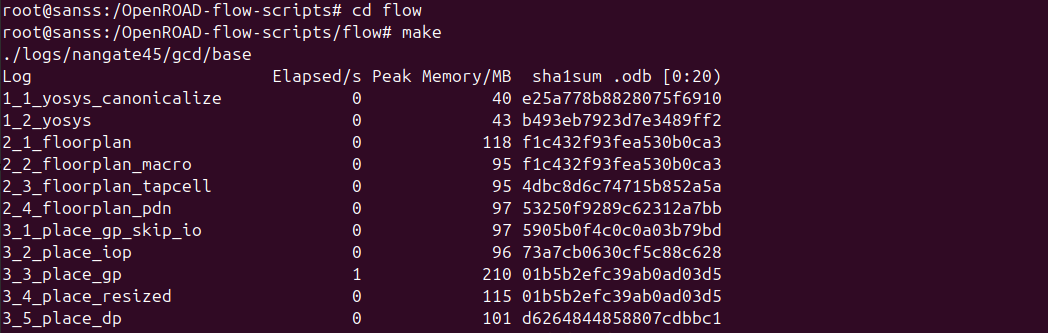 root@sanss:/OpenROAD-flow-scripts# cd flow
root@sanss:/OpenROAD-flow-scripts/flow# make
./logs/nangate45/gcd/base
Log                        Elapsed/s Peak Memory/MB  sha1sum .odb [0:20)
1_1_yosys_canonicalize             0             40 e25a778b8828075f6910
1_2_yosys                          0             43 b493eb7923d7e3489ff2
2_1_floorplan                      0            118 f1c432f93fea530b0ca3
2_2_floorplan_macro                0             95 f1c432f93fea530b0ca3
2_3_floorplan_tapcell              0             95 4dbc8d6c74715b852a5a
2_4_floorplan_pdn                  0             97 53250f9289c62312a7bb
3_1_place_gp_skip_io               0             97 5905b0f4c0c0a03b79bd
3_2_place_iop                      0             96 73a7cb0630cf5c88c628
3_3_place_gp                       1            210 01b5b2efc39ab0ad03d5
3_4_place_resized                  0            115 01b5b2efc39ab0ad03d5
3_5_place_dp                       0            101 d6264844858807cdbbc1